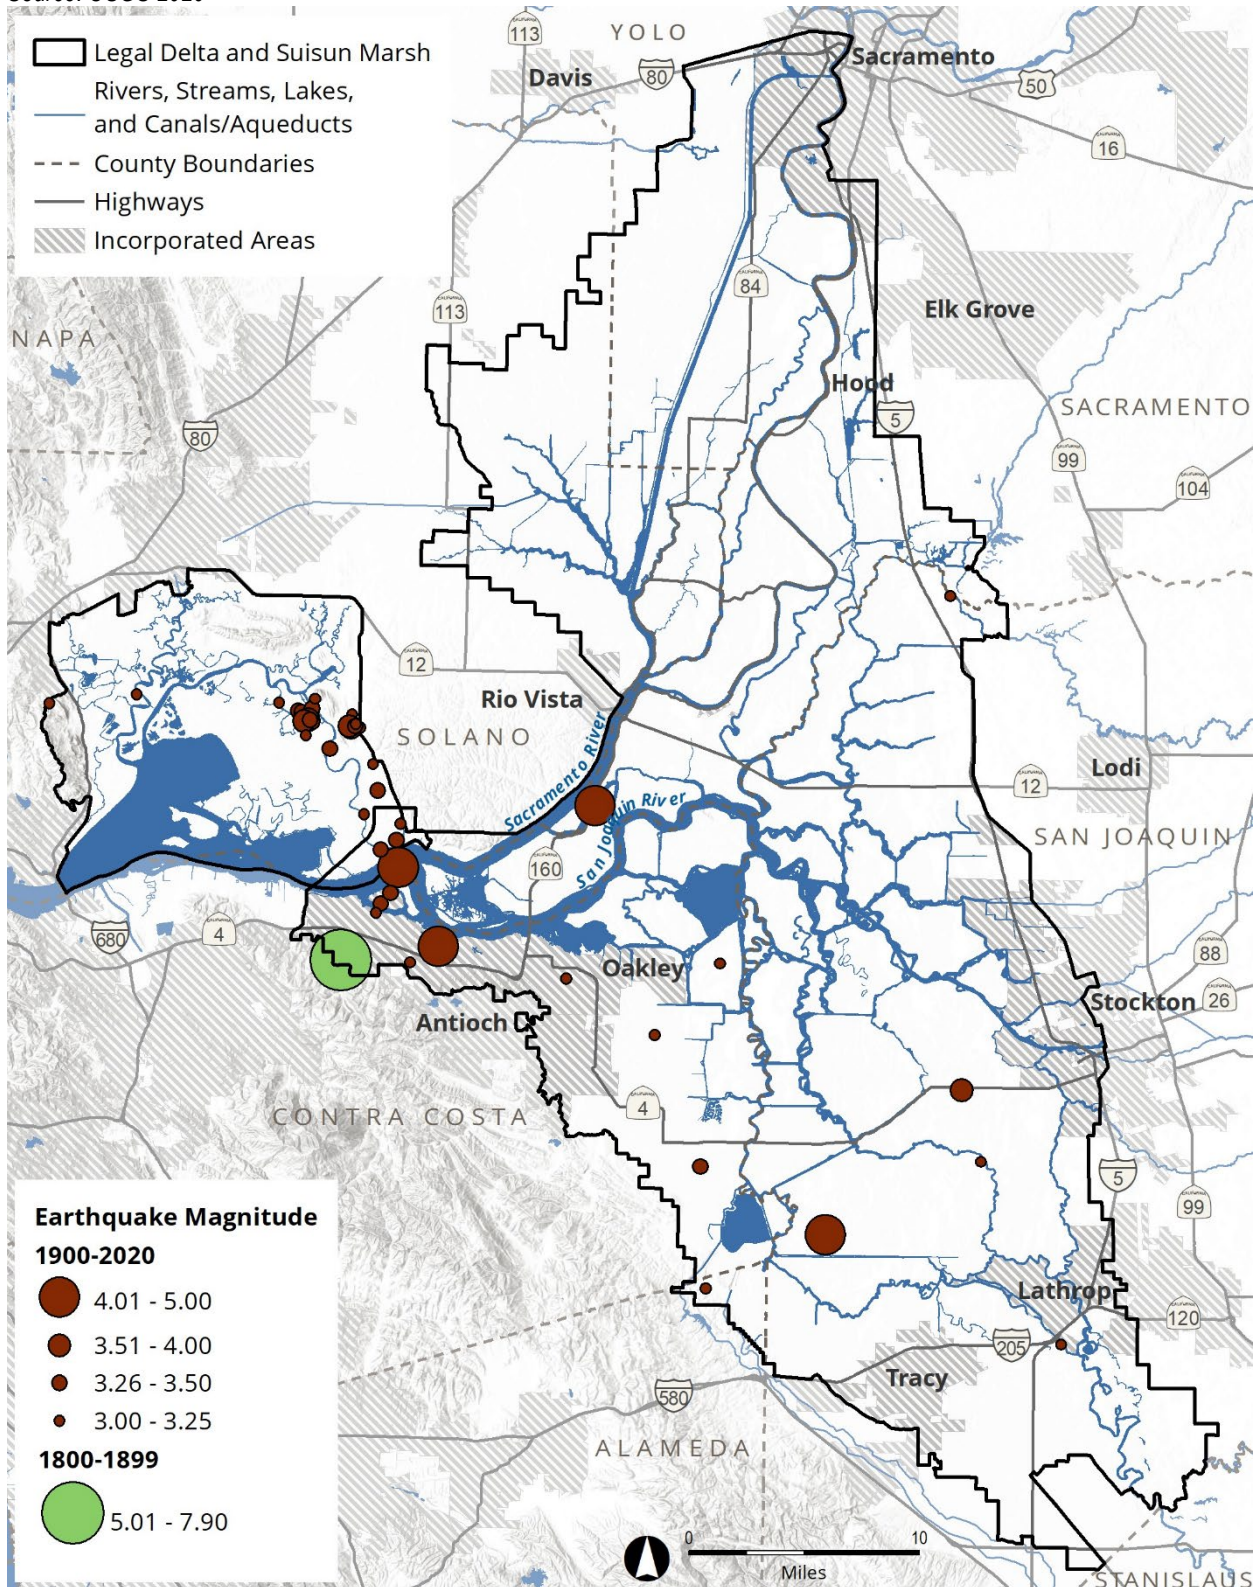 Source: USGS 2020
Legal Delta and Suisun Marsh
Rivers, Streams, Lakes,
and Canals/Aqueducts
County Boundaries
Highways
Incorporated Areas
113
YOLO
Davis
80
Sacramento
50
CALIFORNIA
16
NAPA
113
84
Elk Grove
Hood
5
SACRAMENTO
80
99
104
12
Rio Vista
SOLANO
Sacramento River
San Joaquin River
Lodi
12
SAN JOAQUIN
160
680
4
Oakley
88
Stockton
26
Antioch
CONTRA COSTA
4
5
99
Lathrop
120
205
Tracy
580
ALAMEDA
STANISLAUS
Earthquake Magnitude
1900-2020
4.01 - 5.00
3.51 - 4.00
3.26 - 3.50
3.00 - 3.25
1800-1899
5.01 - 7.90
0
10
Miles